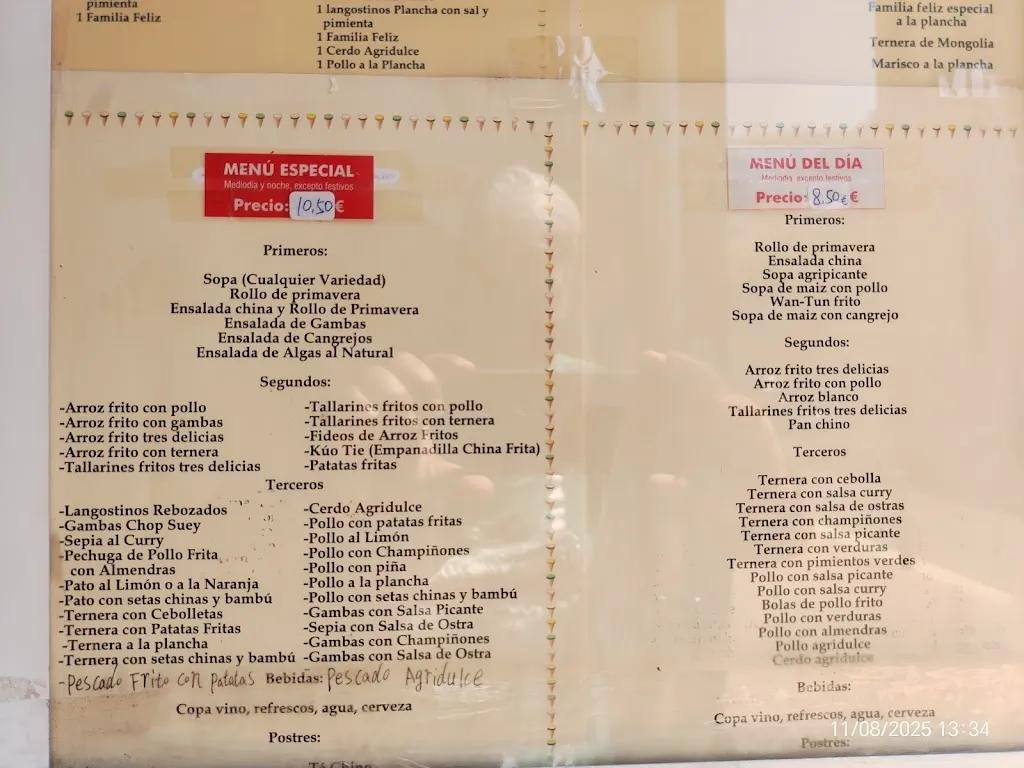 pimienta
1 Familia Feliz
1 langostinos Plancha con sal y
pimienta
1 Familia Feliz
1 Cerdo Agridulce
1 Pollo a la Plancha
Familia feliz especial
a la plancha
Ternera de Mongolia
Marisco a la plancha
MENÚ ESPECIAL
Mediodia y noche, excepto festivos
Precio: 10,50 €
Primeros:
Sopa (Cualquier Variedad)
Rollo de primavera
Ensalada china y Rollo de Primavera
Ensalada de Gambas
Ensalada de Cangrejos
Ensalada de Algas al Natural
Segundos:
-Arroz frito con pollo
-Arroz frito con gambas
-Arroz frito tres delicias
-Arroz frito con ternera
-Tallarines fritos tres delicias
-Tallarines fritos con pollo
-Tallarines fritos con ternera
-Fideos de Arroz Fritos
-Kúo Tie (Empanadilla China Frita)
-Patatas fritas
Terceros
-Langostinos Rebozados
-Gambas Chop Suey
-Sepia al Curry
-Pechuga de Pollo Frita
con Almendras
-Pato al Limón o a la Naranja
-Pato con setas chinas y bambú
-Ternera con Cebolletas
-Ternera con Patatas Fritas
-Ternera a la plancha
-Ternera con setas chinas y bambú
-Pescado Frito con patatas
-Cerdo Agridulce
-Pollo con patatas fritas
-Pollo al Limón
-Pollo con Champiñones
-Pollo con piña
-Pollo a la plancha
-Pollo con setas chinas y bambú
-Gambas con Salsa Picante
-Sepia con Salsa de Ostra
-Gambas con Champiñones
-Gambas con Salsa de Ostra
Pescado Agridulce
Bebidas:
Copa vino, refrescos, agua, cerveza
Postres:
Té Chino
MENÚ DEL DÍA
Mediodia, excepto festivos
Precio: 8,50 € €
Primeros:
Rollo de primavera
Ensalada china
Sopa agripicante
Sopa de maiz con pollo
Wan-Tun frito
Sopa de maiz con cangrejo
Segundos:
Arroz frito tres delicias
Arroz frito con pollo
Arroz blanco
Tallarines fritos tres delicias
Pan chino
Terceros
Ternera con cebolla
Ternera con salsa curry
Ternera con salsa de ostras
Ternera con champiñones
Ternera con salsa picante
Ternera con verduras
Ternera con pimientos verdes
Pollo con salsa picante
Pollo con salsa curry
Bolas de pollo frito
Pollo con verduras
Pollo con almendras
Pollo agridulce
Cerdo agridulce
Bebidas:
Copa vino, refrescos, agua, cerveza
Postres:
11/08/2025 13:34